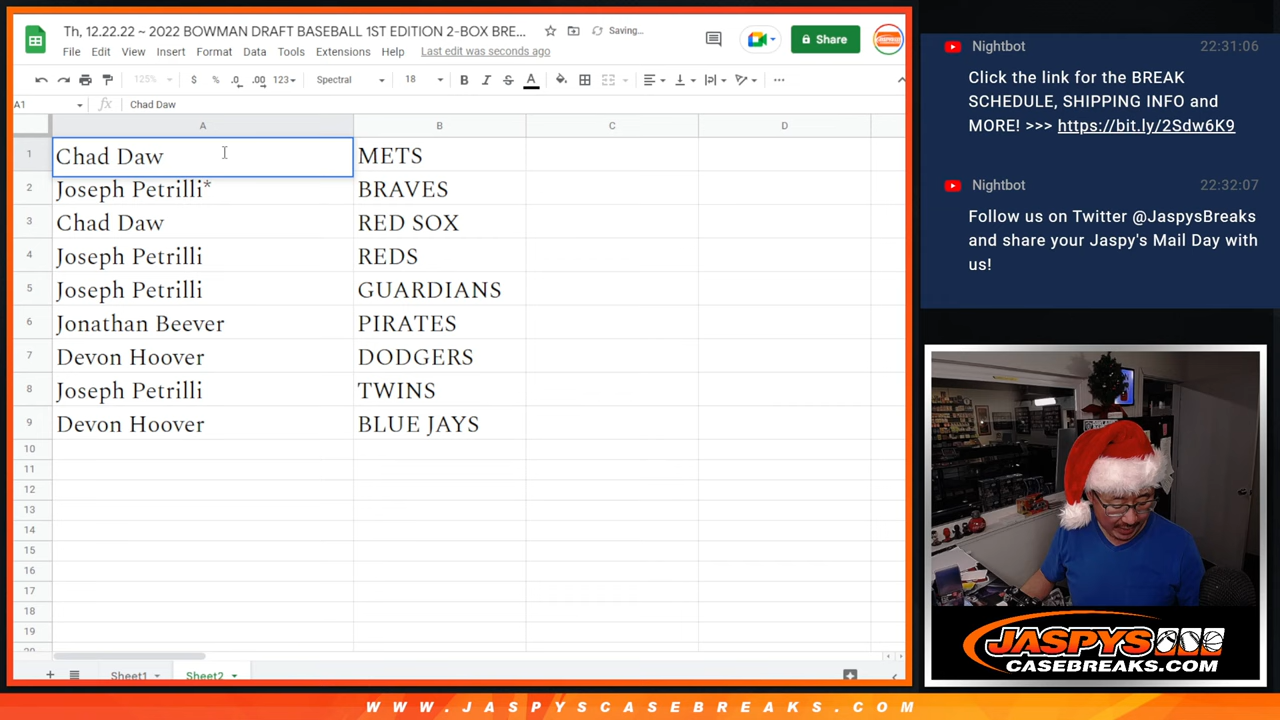 Th, 12.22.22 ~ 2022 BOWMAN DRAFT BASEBALL 1ST EDITION 2-BOX BRE...
Saving...
File Edit View Insert Format Data Tools Extensions Help Last edit was seconds ago
Share
125% $ % .0 .00 123 Spectral 18 B I S A
A1 fx Chad Daw
A B C D
1 Chad Daw METS
2 Joseph Petrilli* BRAVES
3 Chad Daw RED SOX
4 Joseph Petrilli REDS
5 Joseph Petrilli GUARDIANS
6 Jonathan Beever PIRATES
7 Devon Hoover DODGERS
8 Joseph Petrilli TWINS
9 Devon Hoover BLUE JAYS
10
11
12
13
14
15
16
17
18
19
Sheet1 Sheet2
Nightbot 22:31:06
Click the link for the BREAK
SCHEDULE, SHIPPING INFO and
MORE! >>> https://bit.ly/2Sdw6K9
Nightbot 22:32:07
Follow us on Twitter @JaspysBreaks
and share your Jaspy's Mail Day with
us!
JASPYS
CASEBREAKS.COM
WWW.JASPYSCASEBREAKS.COM